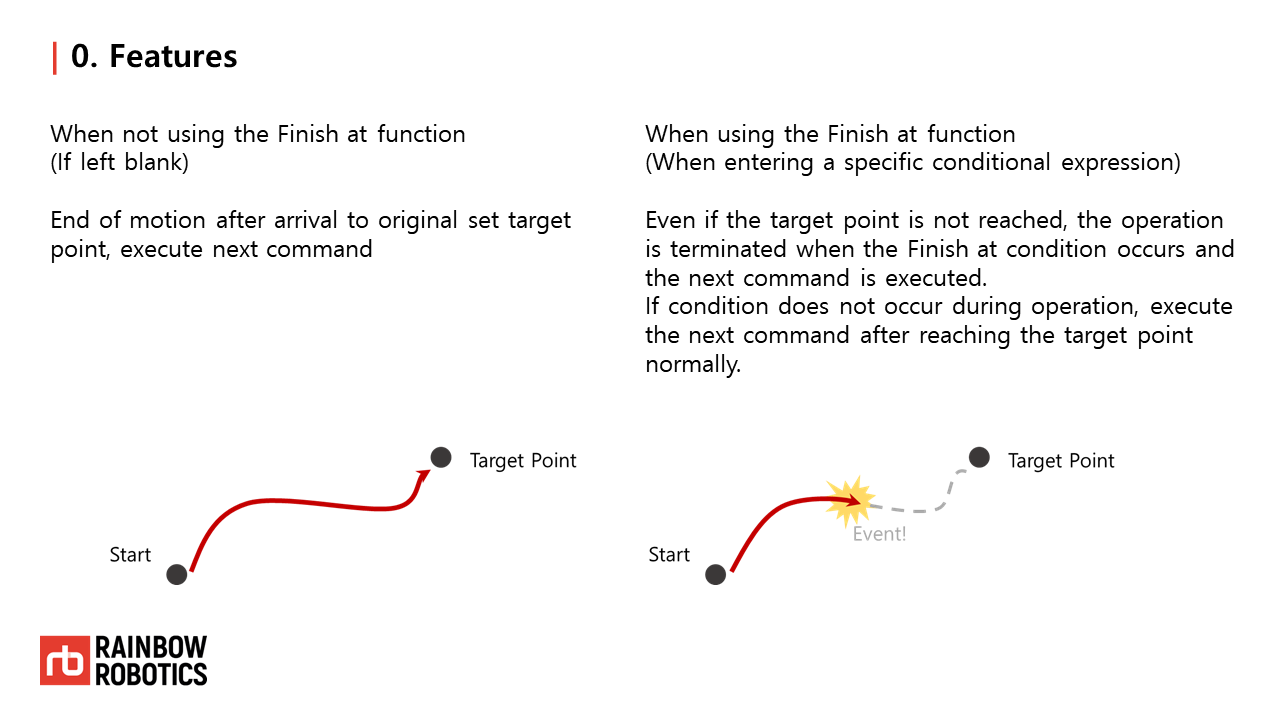 0. Features
When not using the Finish at function
(If left blank)
End of motion after arrival to original set target
point, execute next command
When using the Finish at function
(When entering a specific conditional expression)
Even if the target point is not reached, the operation
is terminated when the Finish at condition occurs and
the next command is executed.
If condition does not occur during operation, execute
the next command after reaching the target point
normally.
Target Point
Start
Target Point
Event!
Start
rb
RAINBOW
ROBOTICS